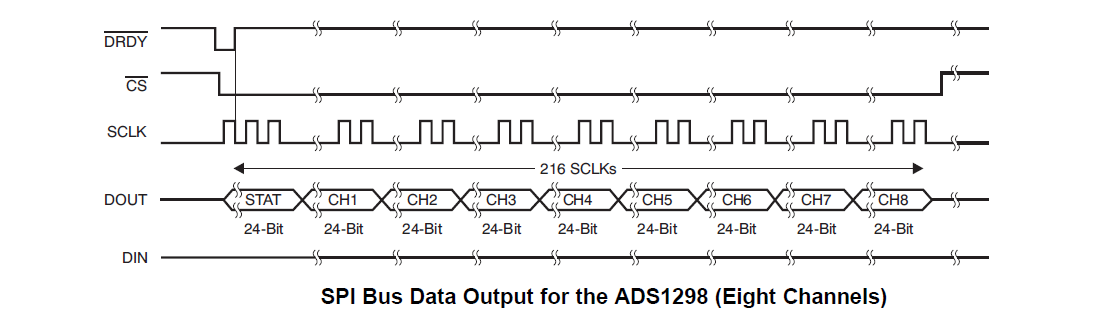 DRDY
CS
SCLK
216 SCLKs
DOUT STAT CH1 CH2 CH3 CH4 CH5 CH6 CH7 CH8
24-Bit 24-Bit 24-Bit 24-Bit 24-Bit 24-Bit 24-Bit 24-Bit 24-Bit
DIN
SPI Bus Data Output for the ADS1298 (Eight Channels)